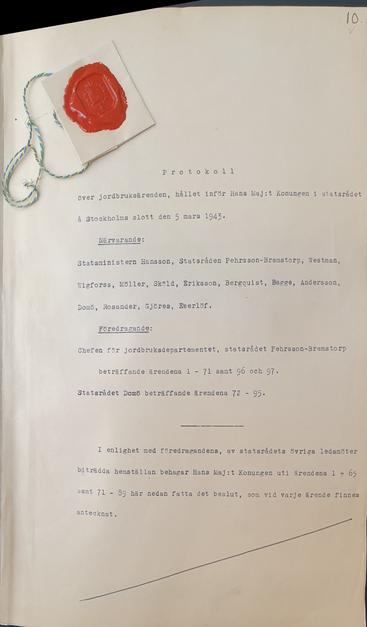 10
P r o t o k o l l
över jordbruksärenden, hållet inför Hans Maj:t Konungen i statsrådet
å Stockholms slott den 5 mars 1943.
Närvarande:
Statsministern Hansson, Statsråden Pehrsson-Bramstorp, Westman,
Wigforss, Möller, Sköld, Eriksson, Bergquist, Bagge, Andersson,
Domö, Rosander, Gjöres, Ewerlöf.
Föredragande:
Chefen för jordbruksdepartementet, statsrådet Pehrsson-Bramstorp
beträffande ärendena 1 - 71 samt 96 och 97.
Statsrådet Domö beträffande ärendena 72 - 95.
I enlighet med föredragandens, av statsrådets övriga ledamöter
biträdda hemställan behagar Hans Maj:t Konungen uti ärendena 1 - 65
samt 71 - 89 här nedan fatta det beslut, som vid varje ärende finnes
antecknat.